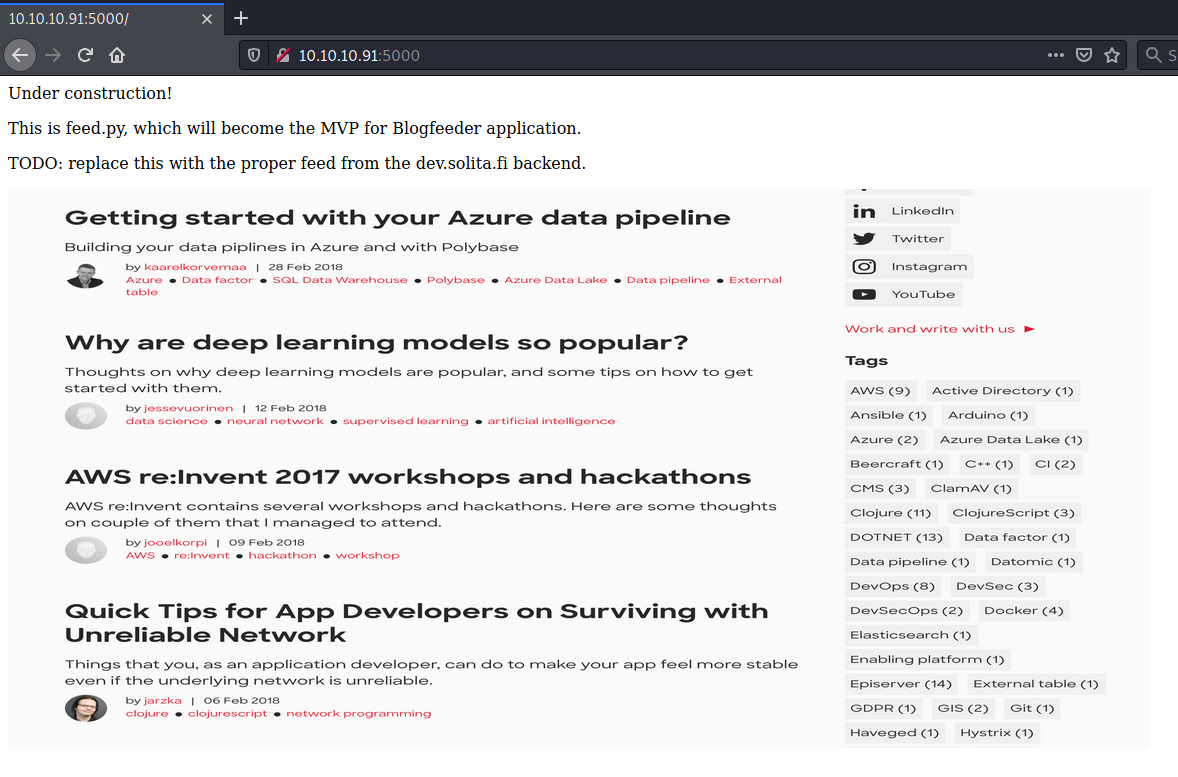 10.10.10.91:5000/
10.10.10.91:5000
S
Under construction!
This is feed.py, which will become the MVP for Blogfeeder application.
TODO: replace this with the proper feed from the dev.solita.fi backend.
Getting started with your Azure data pipeline
Building your data piplines in Azure and with Polybase
by kaarelkorvemaa | 28 Feb 2018
Azure ● Data factor ● SQL Data Warehouse ● Polybase ● Azure Data Lake ● Data pipeline ● External
table
Why are deep learning models so popular?
Thoughts on why deep learning models are popular, and some tips on how to get
started with them.
by jessevuorinen | 12 Feb 2018
data science ● neural network ● supervised learning ● artificial intelligence
AWS re:Invent 2017 workshops and hackathons
AWS re:Invent contains several workshops and hackathons. Here are some thoughts
on couple of them that I managed to attend.
by jooelkorpi | 09 Feb 2018
AWS ● re:Invent ● hackathon ● workshop
Quick Tips for App Developers on Surviving with
Unreliable Network
Things that you, as an application developer, can do to make your app feel more stable
even if the underlying network is unreliable.
by jarzka | 06 Feb 2018
clojure ● clojurescript ● network programming
LinkedIn
Twitter
Instagram
YouTube
Work and write with us ►
Tags
AWS (9) Active Directory (1)
Ansible (1) Arduino (1)
Azure (2) Azure Data Lake (1)
Beercraft (1) C++ (1) CI (2)
CMS (3) ClamAV (1)
Clojure (11) ClojureScript (3)
DOTNET (13) Data factor (1)
Data pipeline (1) Datomic (1)
DevOps (8) DevSec (3)
DevSecOps (2) Docker (4)
Elasticsearch (1)
Enabling platform (1)
Episerver (14) External table (1)
GDPR (1) GIS (2) Git (1)
Haveged (1) Hystrix (1)